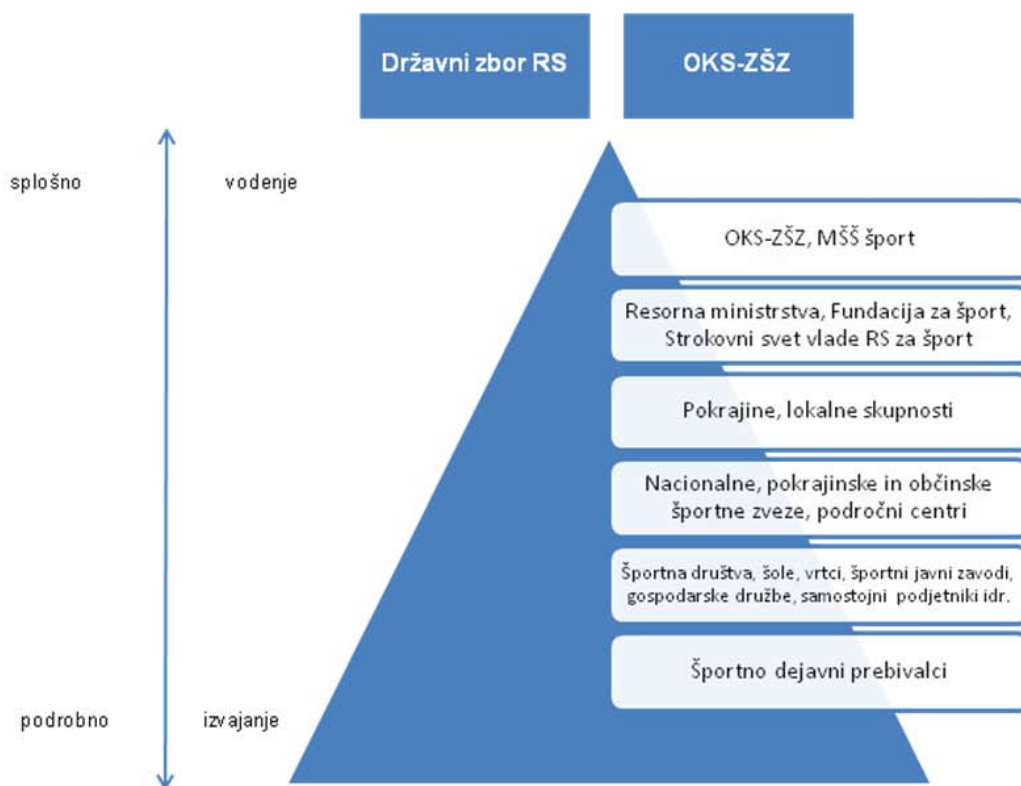 Državni zbor RS
OKS-ZŠZ
splošno
vodenje
OKS-ZŠZ, MŠŠ šport
Resorna ministrstva, Fundacija za šport,
Strokovni svet vlade RS za šport
Pokrajine, lokalne skupnosti
Nacionalne, pokrajinske in občinske
športne zveze, področni centri
Športna društva, šole, vrtci, športni javni zavodi,
gospodarske družbe, samostojni podjetniki idr.
Športno dejavni prebivalci
podrobno
izvajanje